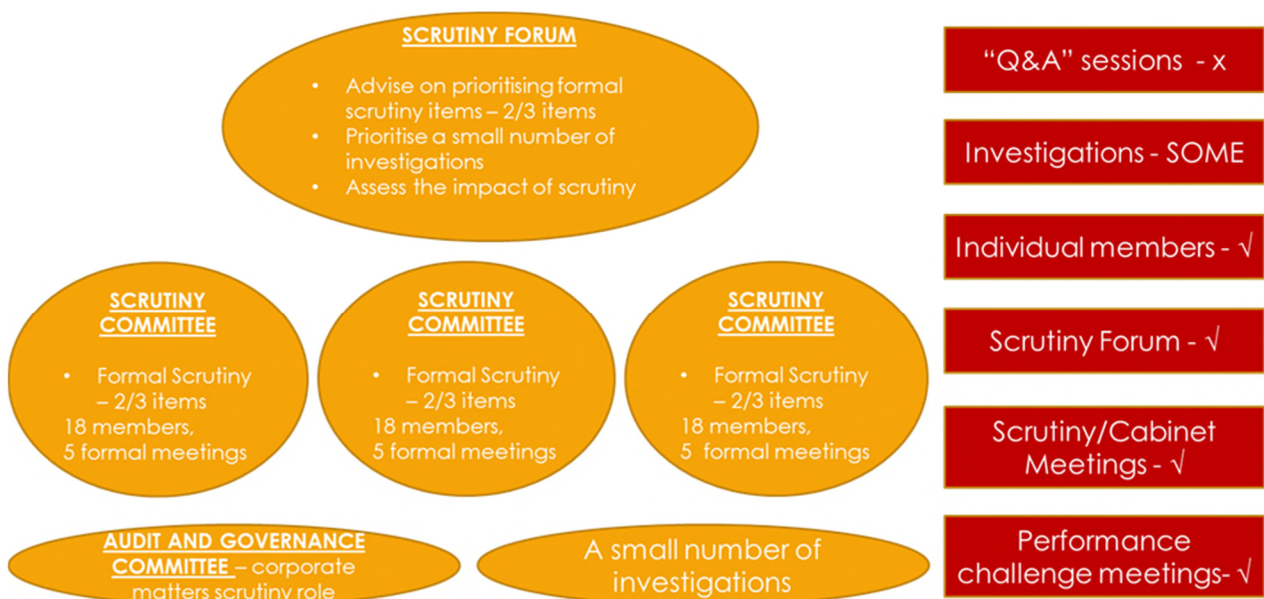 SCRUTINY FORUM
• Advise on prioritising formal
scrutiny items – 2/3 items
• Prioritise a small number of
investigations
• Assess the impact of scrutiny
SCRUTINY
COMMITTEE
• Formal Scrutiny
– 2/3 items
18 members,
5 formal meetings
SCRUTINY
COMMITTEE
• Formal Scrutiny
– 2/3 items
18 members,
5 formal meetings
SCRUTINY
COMMITTEE
• Formal Scrutiny
– 2/3 items
18 members,
5 formal meetings
AUDIT AND GOVERNANCE
COMMITTEE – corporate
matters scrutiny role
A small number of
investigations
“Q&A” sessions - x
Investigations - SOME
Individual members - √
Scrutiny Forum - √
Scrutiny/Cabinet
Meetings - √
Performance
challenge meetings- √